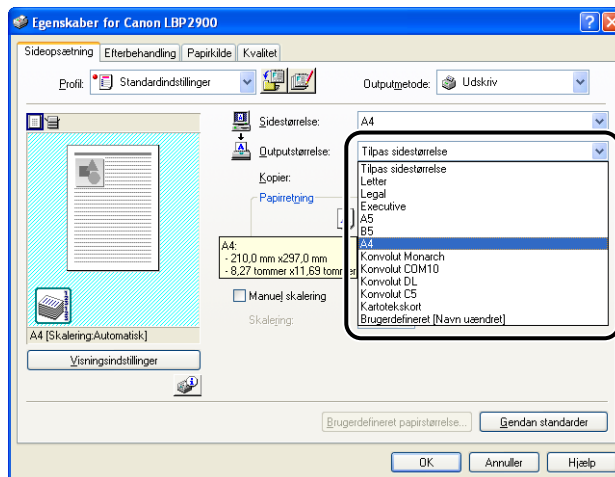 Egenskaber for Canon LBP2900
Sideopsætning Efterbehandling Papirkilde Kvalitet
Profil: Standardindstillinger Outputmetode: Udskriv
Sidestørrelse: A4
Outputstørrelse: Tilpas sidestørrelse
Tilpas sidestørrelse
Letter
Legal
Executive
A5
B5
A4
Konvolut Monarch
Konvolut COM10
Konvolut DL
Konvolut C5
Kartotekskort
Brugerdefineret [Navn uændret]
Kopier:
Papirretning
A4:
- 210,0 mm x297,0 mm
- 8,27 tommer x11,69 tommer
Manuel skalering
Skalering:
A4 [Skalering:Automatisk]
Visningsindstillinger
Brugerdefineret papirstørrelse... Gendan standarder
OK Annuller Hjælp